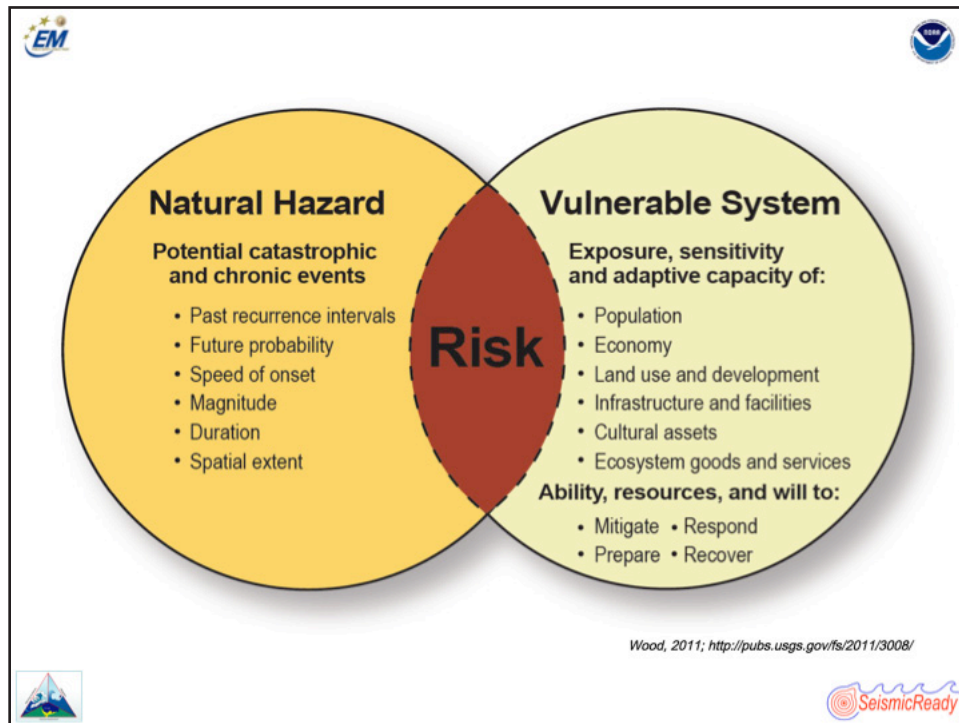 EM
NOAA
Natural Hazard
Potential catastrophic
and chronic events
• Past recurrence intervals
• Future probability
• Speed of onset
• Magnitude
• Duration
• Spatial extent
Risk
Vulnerable System
Exposure, sensitivity
and adaptive capacity of:
• Population
• Economy
• Land use and development
• Infrastructure and facilities
• Cultural assets
• Ecosystem goods and services
Ability, resources, and will to:
• Mitigate • Respond
• Prepare • Recover
Wood, 2011; http://pubs.usgs.gov/fs/2011/3008/
SeismicReady